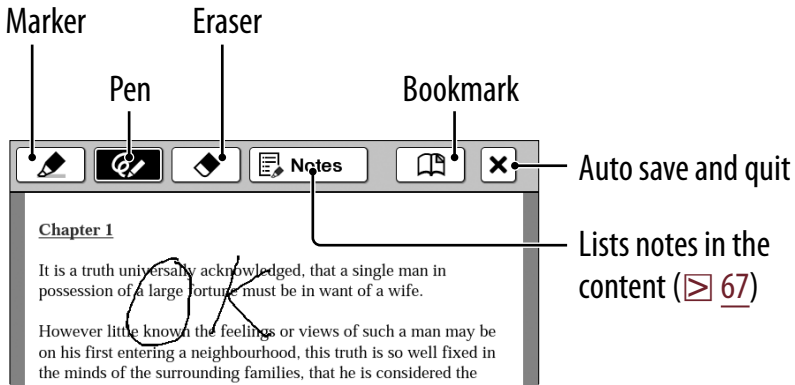 Marker
Eraser
Pen
Bookmark
Notes
Auto save and quit
Lists notes in the
content ( 67)
Chapter 1
It is a truth universally acknowledged, that a single man in
possession of a large fortune must be in want of a wife.
OK
However little known the feelings or views of such a man may be
on his first entering a neighbourhood, this truth is so well fixed in
the minds of the surrounding families, that he is considered the